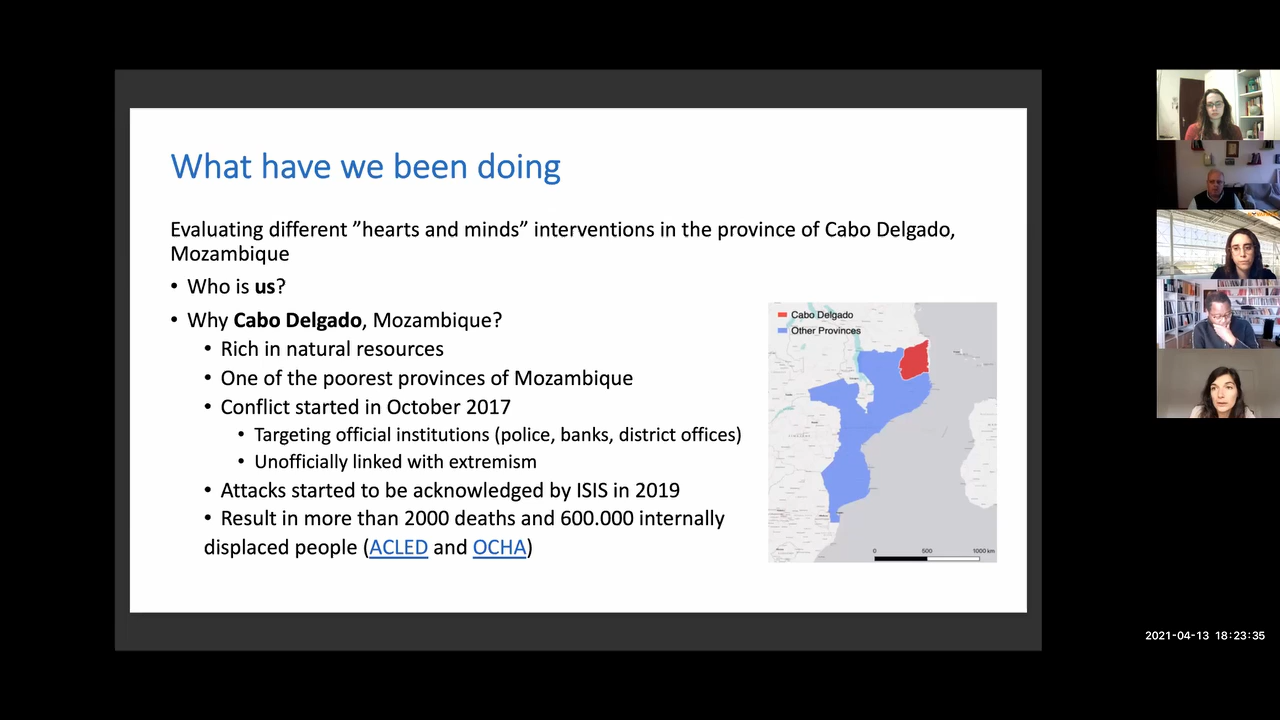 What have we been doing
Evaluating different ”hearts and minds” interventions in the province of Cabo Delgado,
Mozambique
• Who is us?
• Why Cabo Delgado, Mozambique?
• Rich in natural resources
• One of the poorest provinces of Mozambique
• Conflict started in October 2017
• Targeting official institutions (police, banks, district offices)
• Unofficially linked with extremism
• Attacks started to be acknowledged by ISIS in 2019
• Result in more than 2000 deaths and 600.000 internally
displaced people (ACLED and OCHA)
Cabo Delgado
Other Provinces
0 500 1000 km
2021-04-13 18:23:35